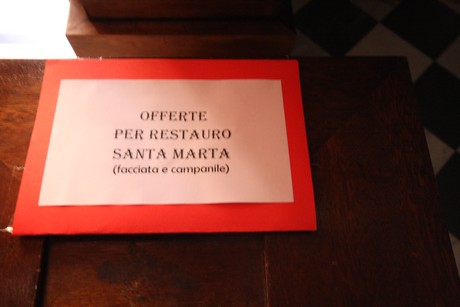 OFFERTE
PER RESTAURO
SANTA MARTA
(facciata e campanile)